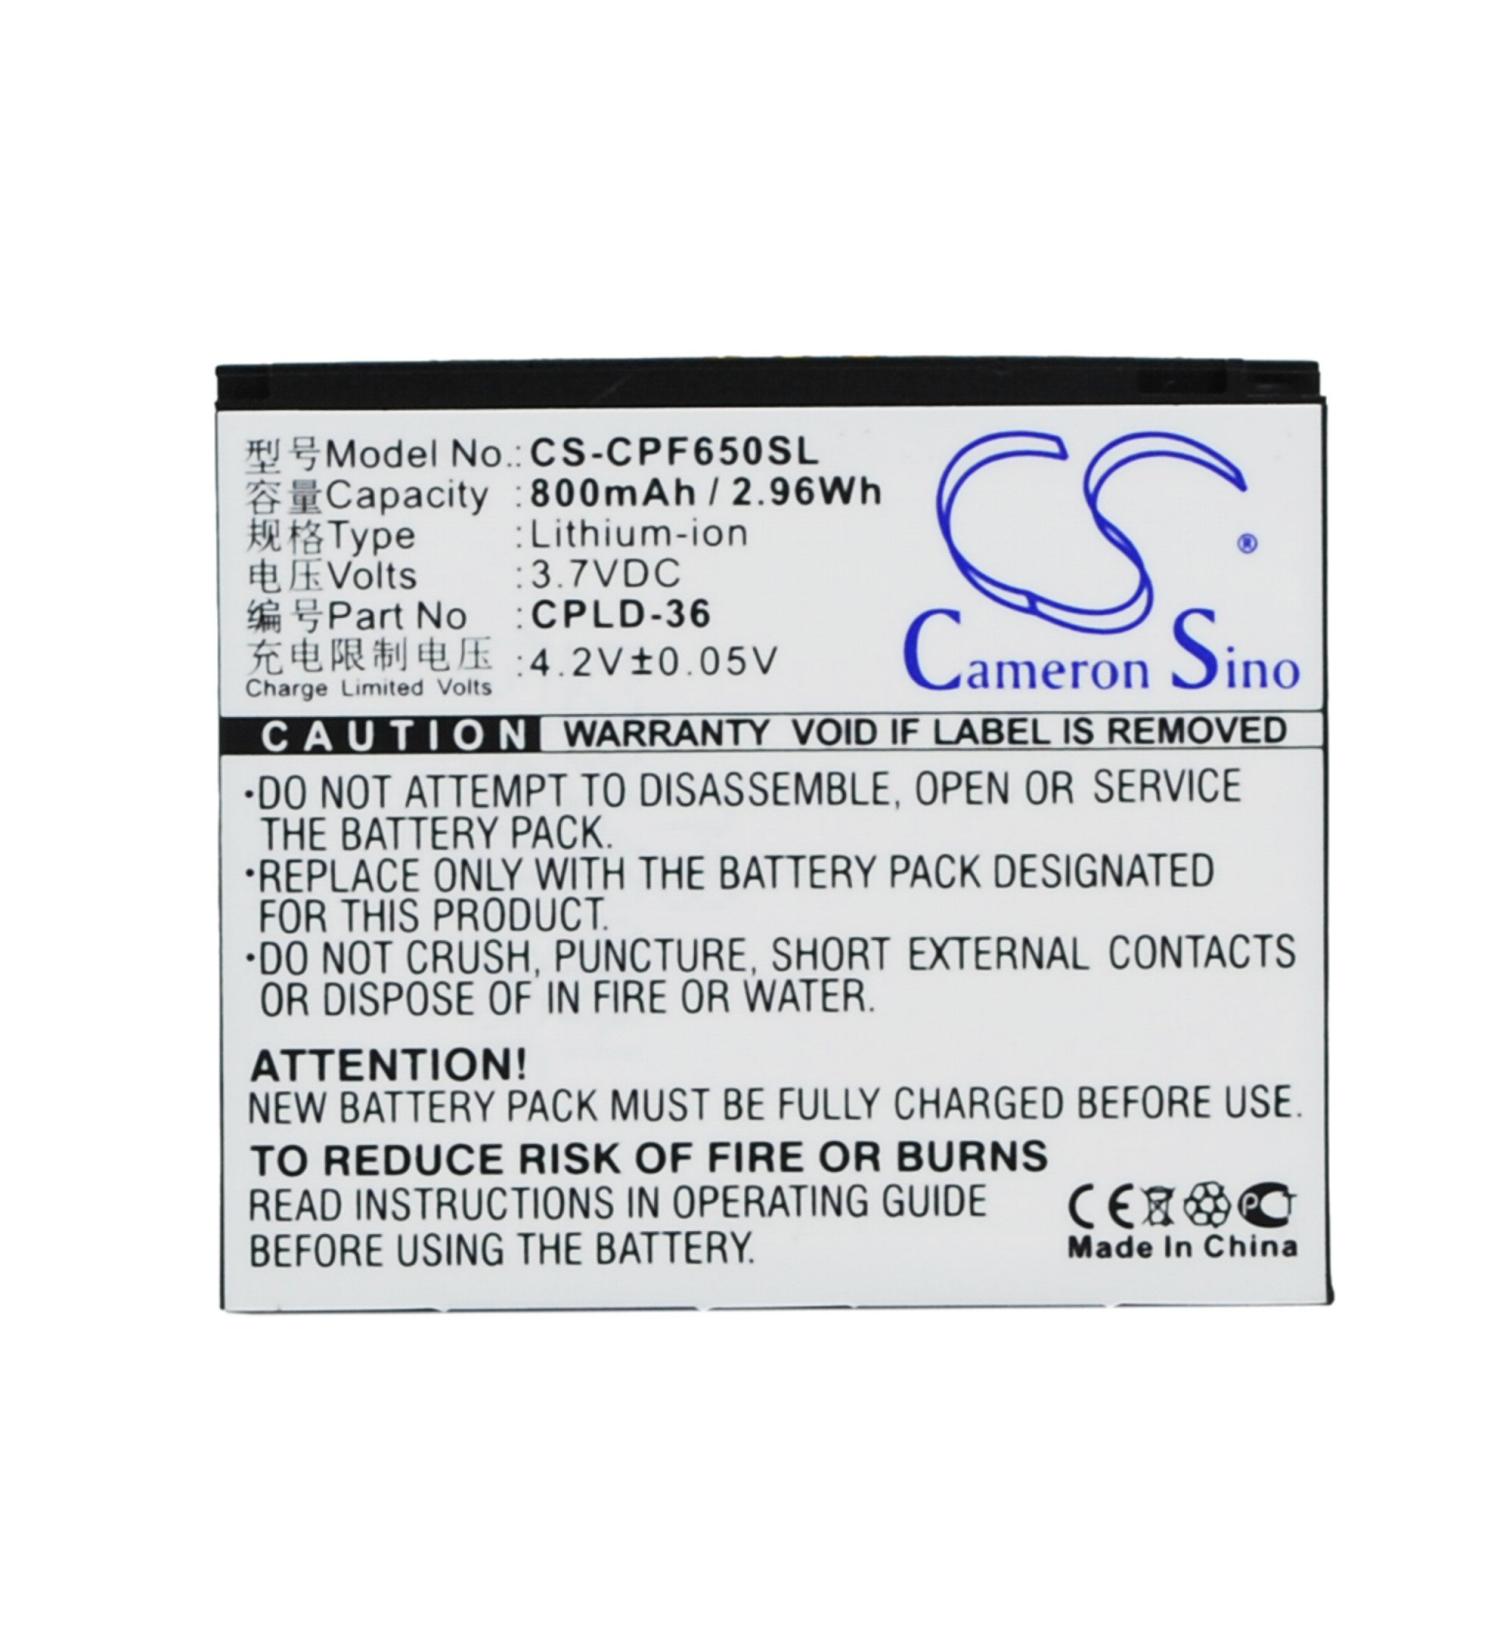 型号Model No.: CS-CPF650SL
容量Capacity : 800mAh / 2.96Wh
规格Type : Lithium-ion
电压Volts : 3.7VDC
编号Part No : CPLD-36
充电限制电压 : 4.2V±0.05V
Charge Limited Volts
CS
®
Cameron Sino
CAUTION WARRANTY VOID IF LABEL IS REMOVED
·DO NOT ATTEMPT TO DISASSEMBLE, OPEN OR SERVICE
THE BATTERY PACK.
·REPLACE ONLY WITH THE BATTERY PACK DESIGNATED
FOR THIS PRODUCT.
·DO NOT CRUSH, PUNCTURE, SHORT EXTERNAL CONTACTS
OR DISPOSE OF IN FIRE OR WATER.
ATTENTION!
NEW BATTERY PACK MUST BE FULLY CHARGED BEFORE USE.
TO REDUCE RISK OF FIRE OR BURNS
READ INSTRUCTIONS IN OPERATING GUIDE
BEFORE USING THE BATTERY.
CE PCT
Made In China